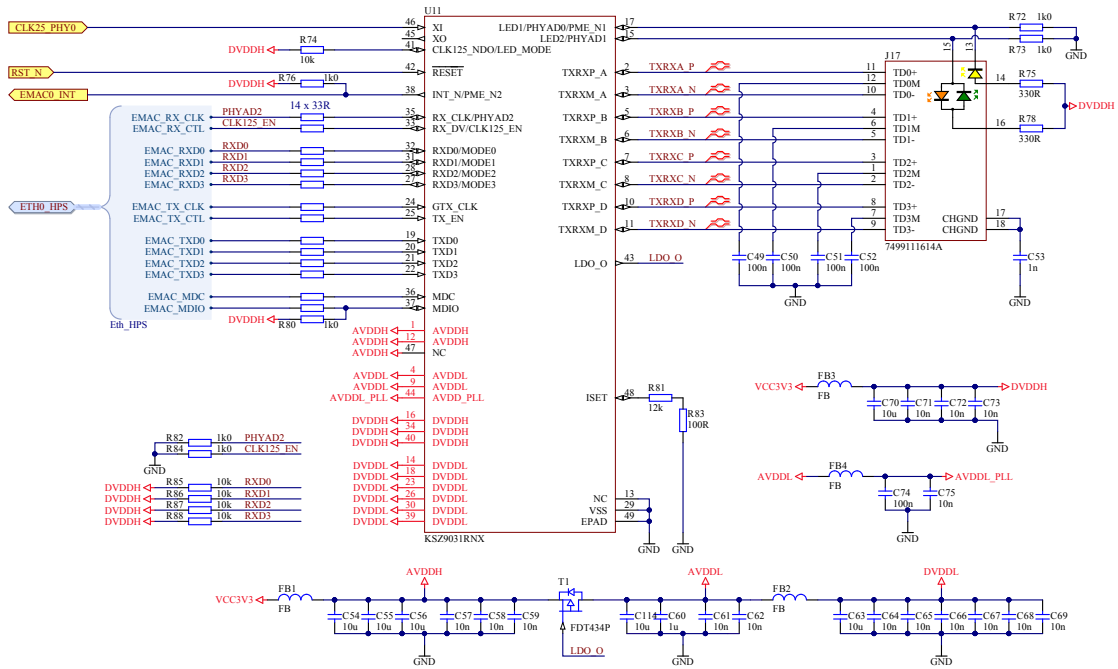 U11
CLK25_PHY0
46 XI
45 XO
R74
10k
DVDDH
41 CLK125_NDO/LED_MODE
RST_N
42 RESET
R76
1k0
DVDDH
EMAC0_INT
38 INT_N/PME_N2
14 x 33R
EMAC_RX_CLK PHYAD2 35 RX_CLK/PHYAD2
EMAC_RX_CTL CLK125_EN 33 RX_DV/CLK125_EN
EMAC_RXD0 RXD0 32 RXD0/MODE0
EMAC_RXD1 RXD1 31 RXD1/MODE1
EMAC_RXD2 RXD2 28 RXD2/MODE2
EMAC_RXD3 RXD3 27 RXD3/MODE3
ETH0_HPS
EMAC_TX_CLK 24 GTX_CLK
EMAC_TX_CTL 25 TX_EN
EMAC_TXD0 19 TXD0
EMAC_TXD1 20 TXD1
EMAC_TXD2 21 TXD2
EMAC_TXD3 22 TXD3
EMAC_MDC 36 MDC
EMAC_MDIO 37 MDIO
Eth_HPS
DVDDH R80 1k0
AVDDH 1 AVDDH
AVDDH 12 AVDDH
AVDDH 47 NC
AVDDL 4 AVDDL
AVDDL 9 AVDDL
AVDDL_PLL 44 AVDD_PLL
DVDDH 16 DVDDH
DVDDH 34 DVDDH
DVDDH 40 DVDDH
DVDDL 14 DVDDL
DVDDL 18 DVDDL
DVDDL 23 DVDDL
DVDDL 26 DVDDL
DVDDL 30 DVDDL
DVDDL 39 DVDDL
KSZ9031RNX
R82 1k0 PHYAD2
R84 1k0 CLK125_EN
GND
DVDDH R85 10k RXD0
DVDDH R86 10k RXD1
DVDDH R87 10k RXD2
DVDDH R88 10k RXD3
LED1/PHYAD0/PME_N1 17
LED2/PHYAD1 15
R72 1k0
R73 1k0
GND
TXRXP_A 2 TXRXA_P
TXRXM_A 3 TXRXA_N
TXRXP_B 5 TXRXB_P
TXRXM_B 6 TXRXB_N
TXRXP_C 7 TXRXC_P
TXRXM_C 8 TXRXC_N
TXRXP_D 10 TXRXD_P
TXRXM_D 11 TXRXD_N
LDO_O 43 LDO_O
ISET 48
R81
12k
R83
100R
NC 13
VSS 29
EPAD 49
GND
GND
J17
15
13
11 TD0+
12 TD0M
10 TD0-
4 TD1+
6 TD1M
5 TD1-
3 TD2+
1 TD2M
2 TD2-
8 TD3+
7 TD3M
9 TD3-
14
16
R75
330R
R78
330R
DVDDH
CHGND 17
CHGND 18
7499111614A
C49
100n
C50
100n
C51
100n
C52
100n
GND
C53
1n
GND
VCC3V3
FB3
FB
DVDDH
C70
10u
C71
10n
C72
10n
C73
10n
GND
AVDDL
FB4
FB
AVDDL_PLL
C74
100n
C75
10n
GND
VCC3V3
FB1
FB
AVDDH
C54
10u
C55
10u
C56
10u
C57
10n
C58
10n
C59
10n
GND
T1
FDT434P
LDO_O
AVDDL
C114
10u
C60
1u
C61
10n
C62
10n
GND
FB2
FB
DVDDL
C63
10u
C64
10n
C65
10n
C66
10n
C67
10n
C68
10n
C69
10n
GND